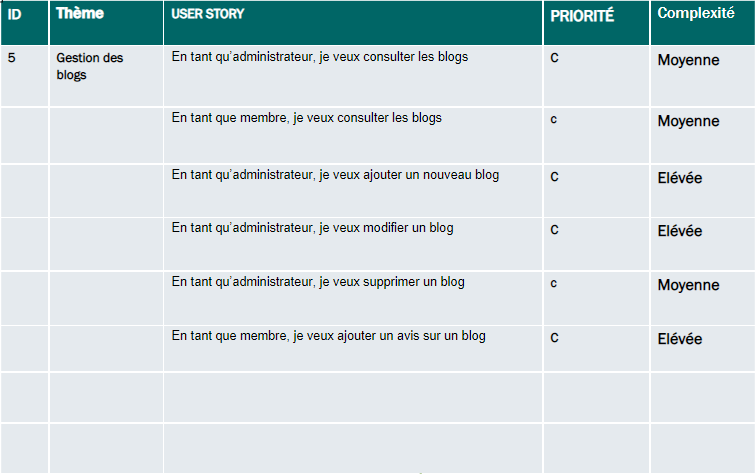 ID Thème USER STORY PRIORITÉ Complexité
5 Gestion des blogs En tant qu'administrateur, je veux consulter les blogs C Moyenne
En tant que membre, je veux consulter les blogs c Moyenne
En tant qu'administrateur, je veux ajouter un nouveau blog C Elévée
En tant qu'administrateur, je veux modifier un blog C Elévée
En tant qu'administrateur, je veux supprimer un blog c Moyenne
En tant que membre, je veux ajouter un avis sur un blog C Elévée